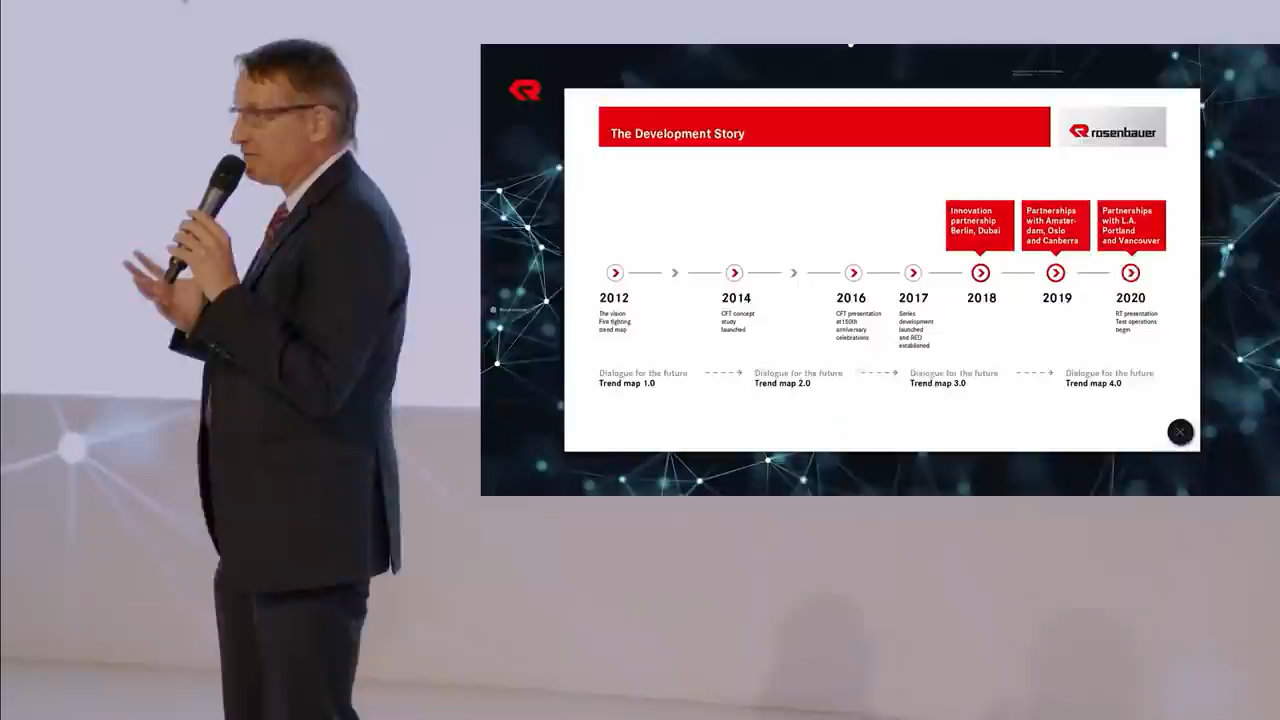 The Development Story
rosenbauer
Innovation
partnership
Berlin, Dubai
Partnerships
with Amster-
dam, Oslo
and Canberra
Partnerships
with L.A.
Portland
and Vancouver
2012
The vision
Fire fighting
trend map
2014
CFT concept
study
launched
2016
CFT presentation
at 150th
anniversary
celebrations
2017
Series
development
launched
and RED
established
2018
2019
2020
RT presentation
Test operations
begin
Dialogue for the future
Trend map 1.0
Dialogue for the future
Trend map 2.0
Dialogue for the future
Trend map 3.0
Dialogue for the future
Trend map 4.0